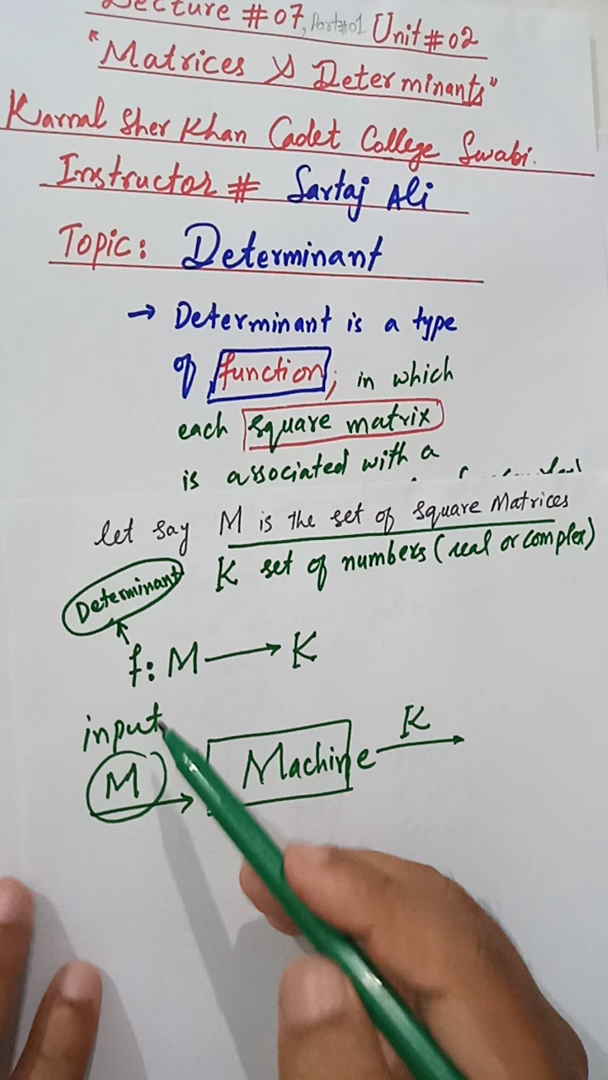 Lecture #07, Part#01 Unit#02
"Matrices & Determinants"
Karnal Sher Khan Cadet College Swabi.
Instructor # Sartaj Ali
Topic: Determinant
→ Determinant is a type
of function, in which
each square matrix
is associated with a
let say M is the set of square Matrices
K set of numbers (real or complex)
Determinant
f: M → K
input
M Machine K